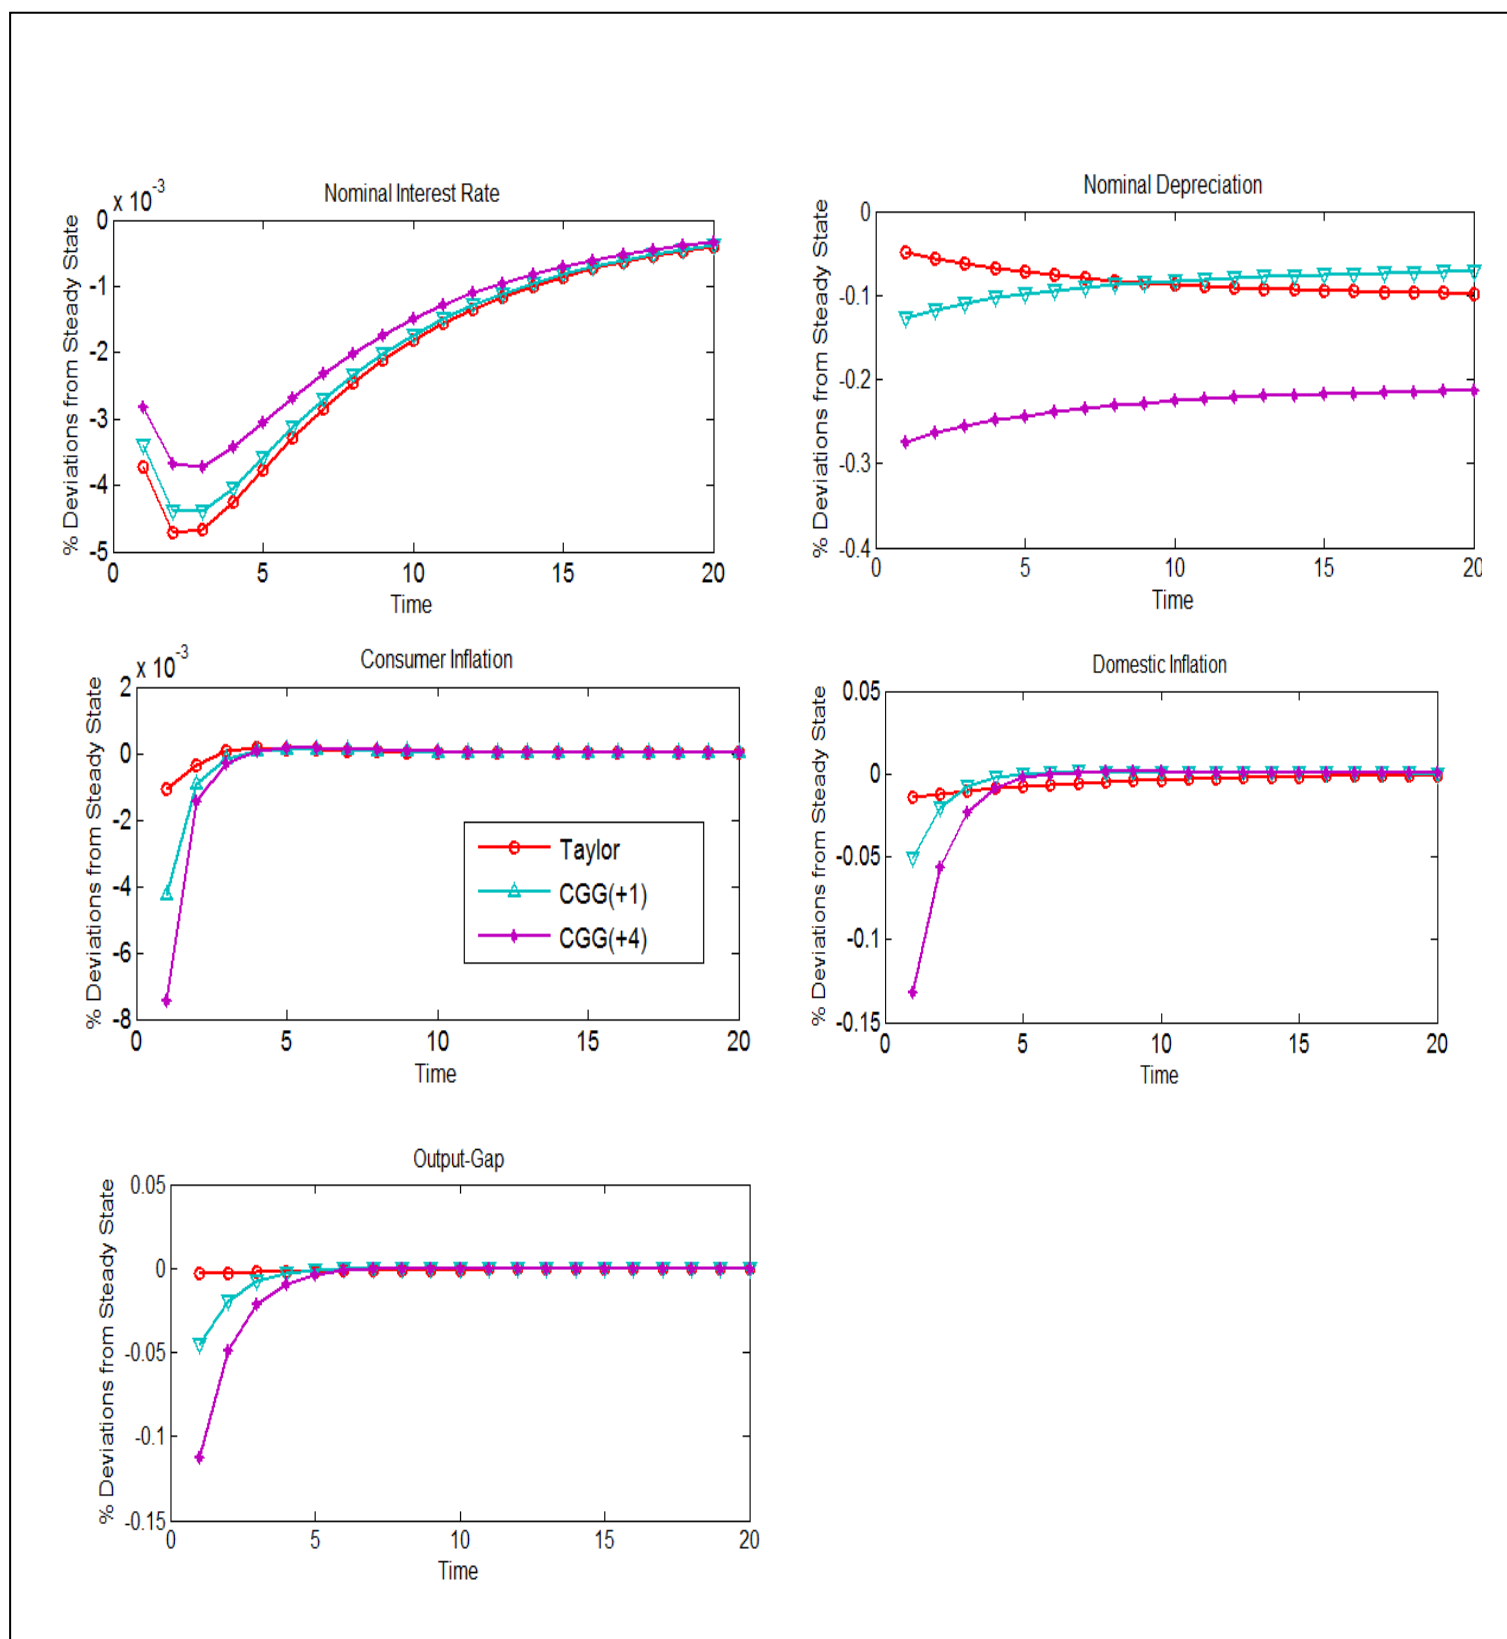 Nominal Interest Rate
x 10^-3
% Deviations from Steady State
0
-1
-2
-3
-4
-5
0 5 10 15 20
Time
Nominal Depreciation
% Deviations from Steady State
0
-0.1
-0.2
-0.3
-0.4
0 5 10 15 20
Time
Consumer Inflation
x 10^-3
% Deviations from Steady State
2
0
-2
-4
-6
-8
0 5 10 15 20
Time
Taylor
CGG(+1)
CGG(+4)
Domestic Inflation
% Deviations from Steady State
0.05
0
-0.05
-0.1
-0.15
0 5 10 15 20
Time
Output-Gap
% Deviations from Steady State
0.05
0
-0.05
-0.1
-0.15
0 5 10 15 20
Time